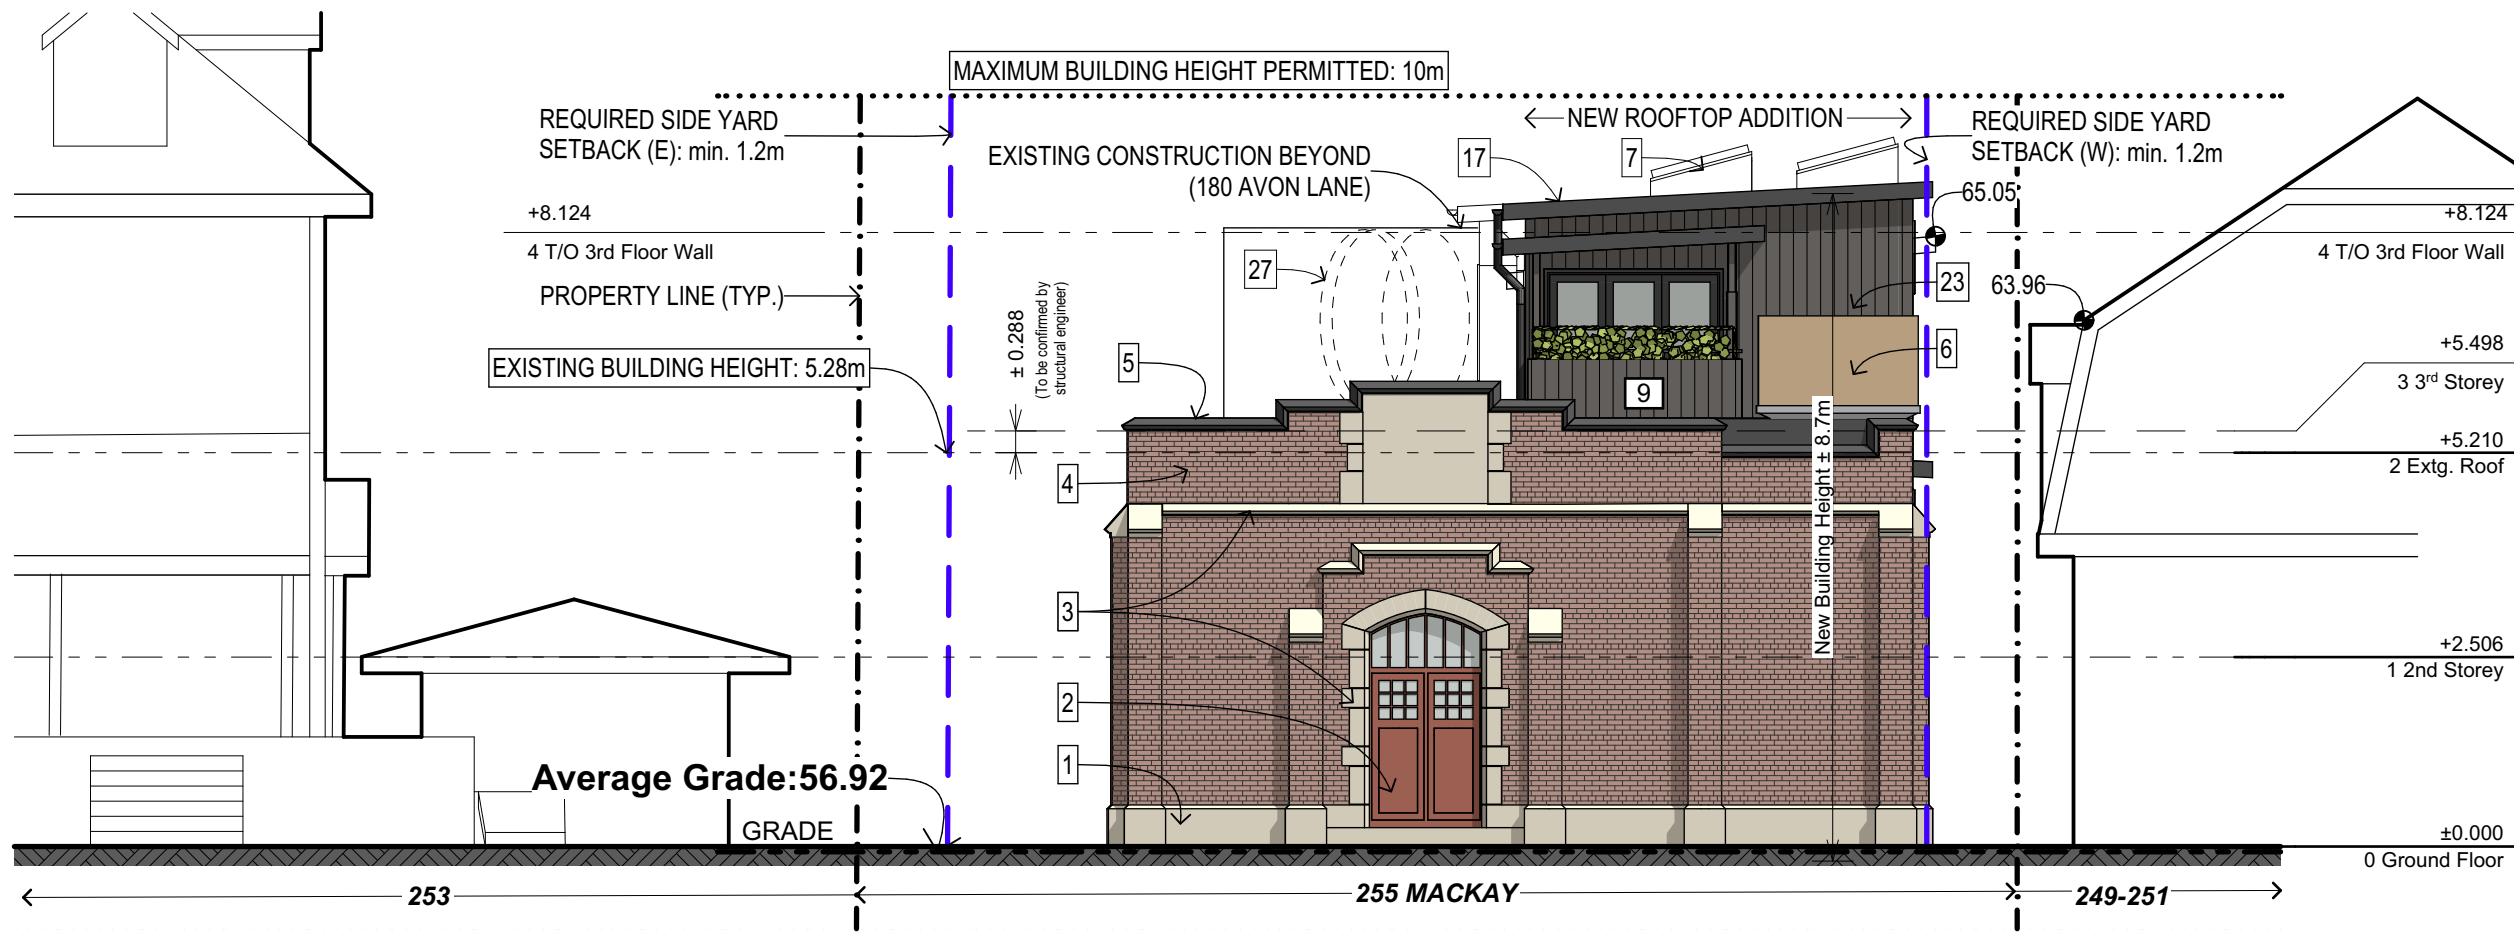 MAXIMUM BUILDING HEIGHT PERMITTED: 10m
REQUIRED SIDE YARD
SETBACK (E): min. 1.2m
NEW ROOFTOP ADDITION
REQUIRED SIDE YARD
SETBACK (W): min. 1.2m
EXISTING CONSTRUCTION BEYOND
(180 AVON LANE)
17
7
65.05
+8.124
4 T/O 3rd Floor Wall
+8.124
4 T/O 3rd Floor Wall
PROPERTY LINE (TYP.)
27
23
63.96
± 0.288
(To be confirmed by
structural engineer)
EXISTING BUILDING HEIGHT: 5.28m
5
6
9
+5.498
3 3rd Storey
+5.210
2 Extg. Roof
4
New Building Height ± 8.7m
3
+2.506
1 2nd Storey
2
1
Average Grade:56.92
GRADE
±0.000
0 Ground Floor
253
255 MACKAY
249-251